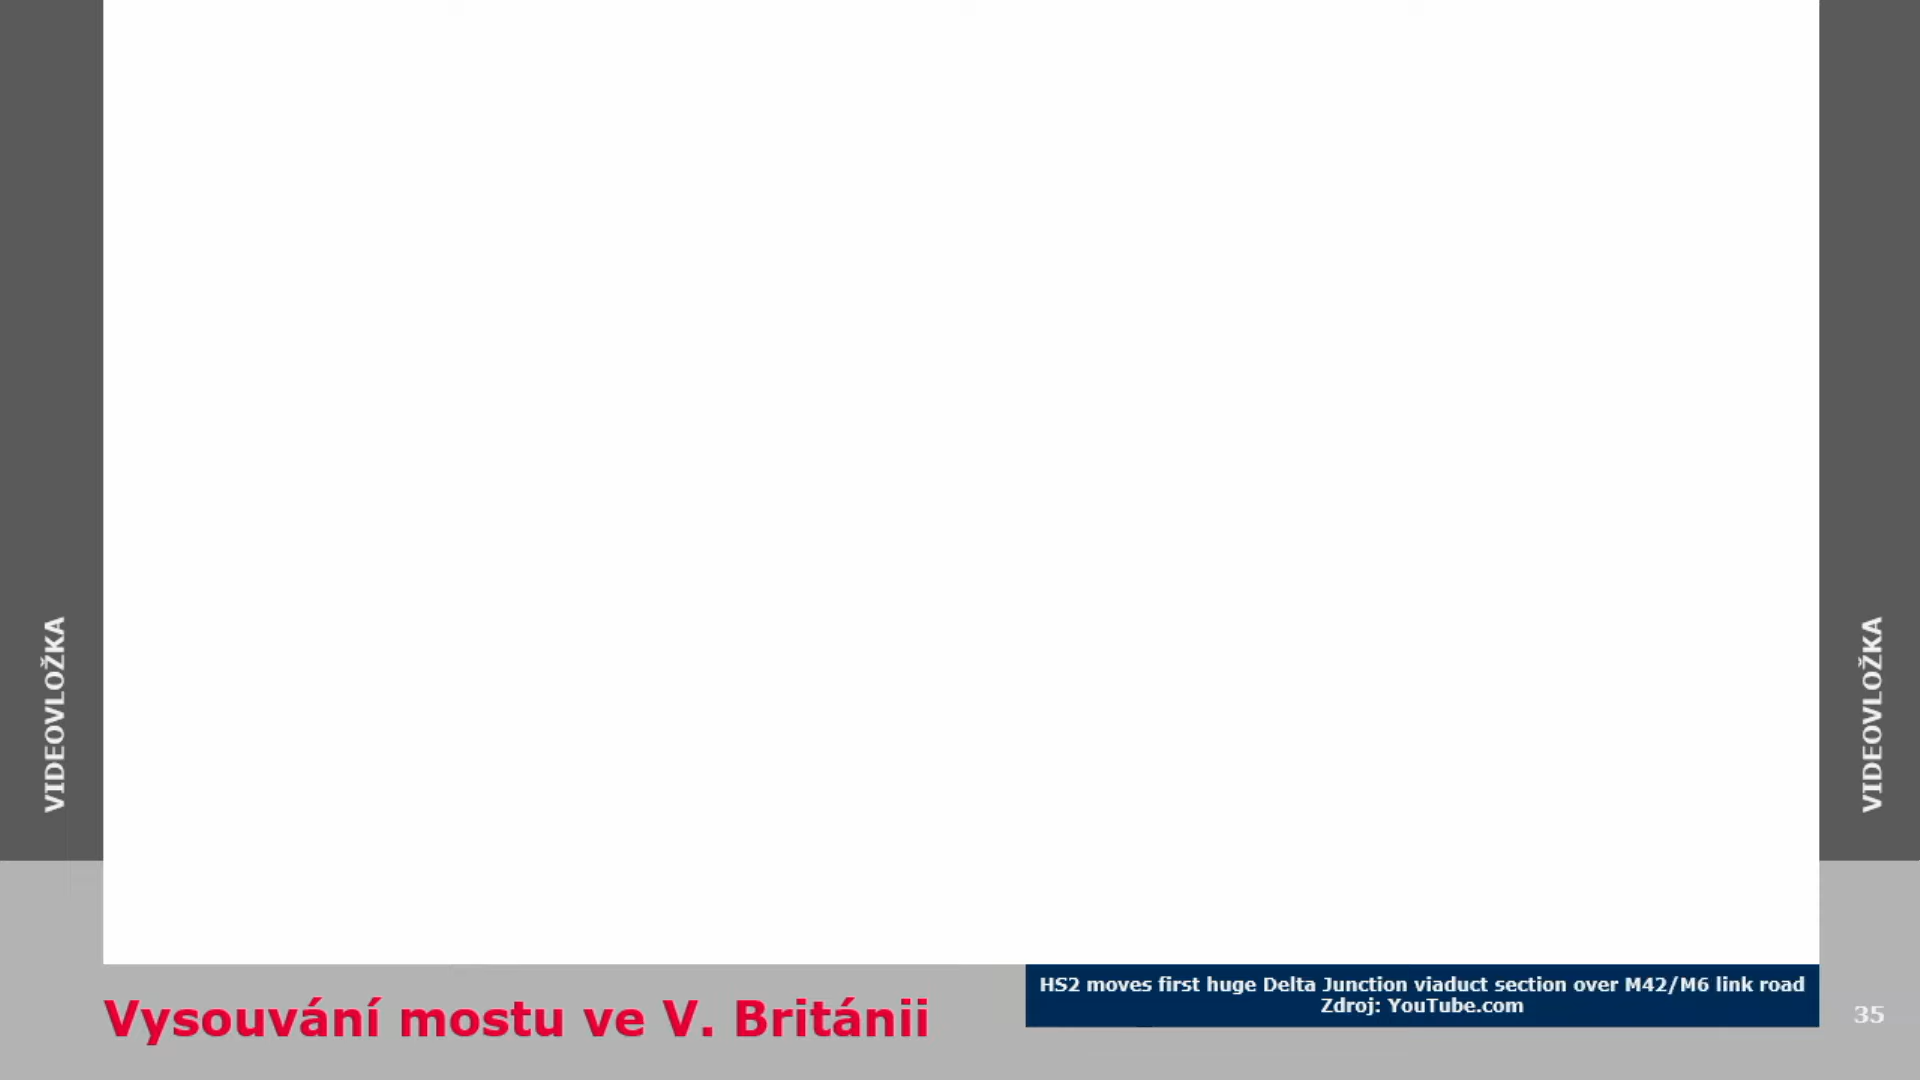 VIDEOVLOŽKA
VIDEOVLOŽKA
Vysouvání mostu ve V. Británii
HS2 moves first huge Delta Junction viaduct section over M42/M6 link road
Zdroj: YouTube.com
35